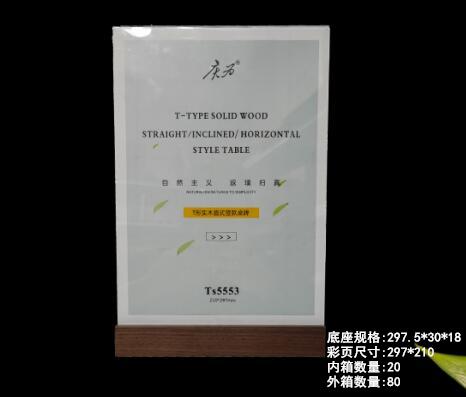 庆为®
T-TYPE SOLID WOOD
STRAIGHT/INCLINED/ HORIZONTAL
STYLE TABLE
自然主义 返璞归真
T形实木直式竖款桌牌
>>>
Ts5553
底座规格:297.5*30*18
彩页尺寸:297*210
内箱数量:20
外箱数量:80